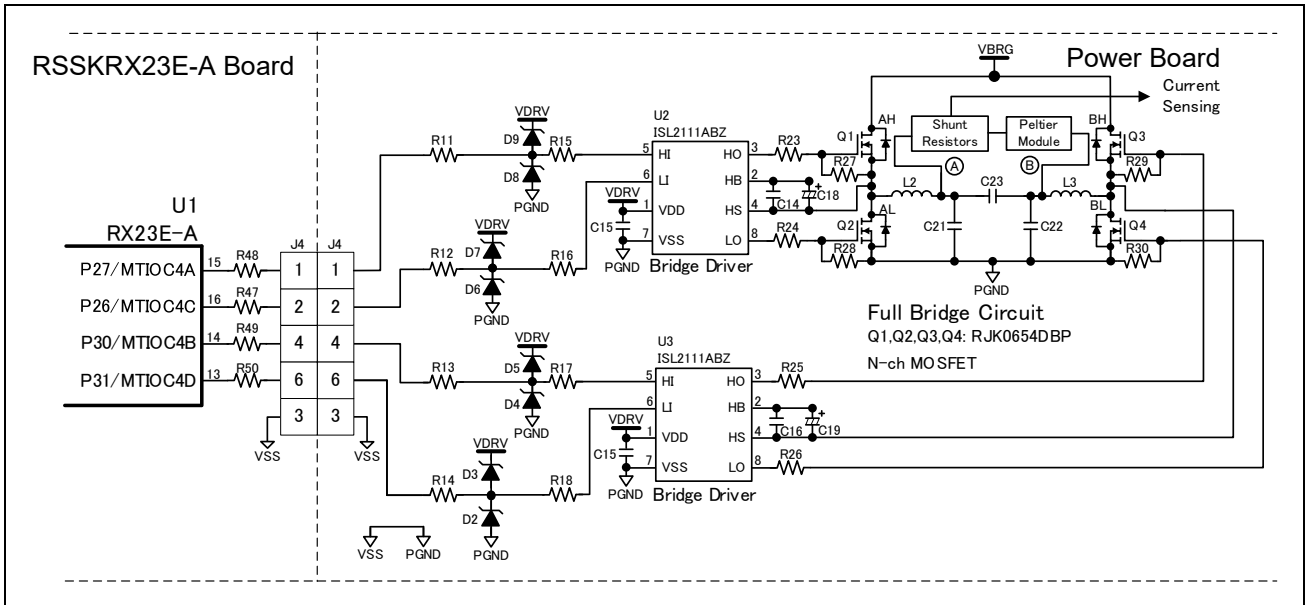 RSSKRX23E-A Board
Power Board
VBRG
Current
Sensing
U1
RX23E-A
P27/MTIOC4A
15
R48
P26/MTIOC4C
16
R47
P30/MTIOC4B
14
R49
P31/MTIOC4D
13
R50
J4
J4
1
1
2
2
4
4
6
6
3
3
VSS
VSS
R11
VDRV
D9
D8
PGND
R15
R12
VDRV
D7
D6
PGND
R16
U2
ISL2111ABZ
5
HI
6
LI
VDRV
1
VDD
C15
7
VSS
PGND
HO
3
R23
HB
2
C14
+
C18
HS
4
LO
8
R24
Bridge Driver
Q1
AH
R27
Shunt
Resistors
Peltier
Module
BH
Q3
R29
A
B
L2
C23
L3
Q2
AL
R28
C21
C22
BL
Q4
R30
PGND
Full Bridge Circuit
Q1,Q2,Q3,Q4: RJK0654DBP
N-ch MOSFET
R13
VDRV
D5
D4
PGND
R17
R14
VDRV
D3
D2
PGND
R18
U3
ISL2111ABZ
5
HI
6
LI
VDRV
1
VDD
C15
7
VSS
PGND
HO
3
R25
HB
2
C16
+
C19
HS
4
LO
8
R26
Bridge Driver
VSS
PGND